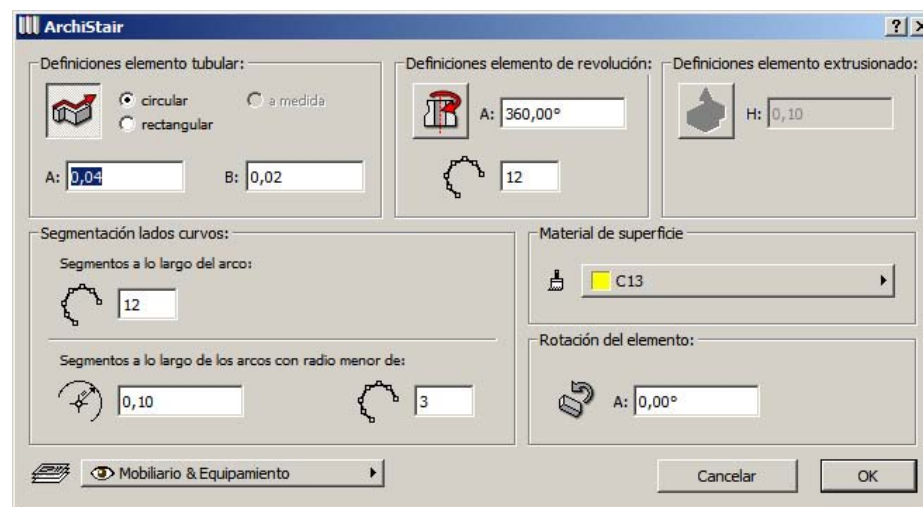 ArchiStair
Definiciones elemento tubular:
circular
a medida
rectangular
A: 0,04
B: 0,02
Definiciones elemento de revolución:
A: 360,00°
12
Definiciones elemento extrusionado:
H: 0,10
Segmentación lados curvos:
Segmentos a lo largo del arco:
12
Segmentos a lo largo de los arcos con radio menor de:
0,10
3
Material de superficie
C13
Rotación del elemento:
A: 0,00°
Mobiliario & Equipamiento
Cancelar
OK